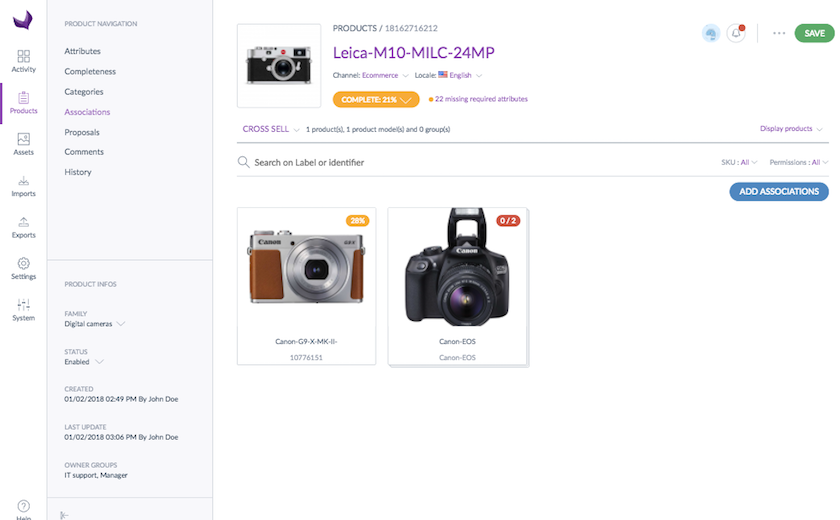 PRODUCT NAVIGATION
Attributes
Completeness
Categories
Associations
Proposals
Comments
History
Activity
Products
Assets
Imports
Exports
Settings
System
Help
PRODUCT INFOS
FAMILY
Digital cameras
STATUS
Enabled
CREATED
01/02/2018 02:49 PM By John Doe
LAST UPDATE
01/02/2018 03:06 PM By John Doe
OWNER GROUPS
IT support, Manager
PRODUCTS / 18162716212
Leica-M10-MILC-24MP
Channel: Ecommerce Locale: English
COMPLETE: 21% 22 missing required attributes
SAVE
CROSS SELL 1 product(s), 1 product model(s) and 0 group(s) Display products
Search on Label or identifier SKU : All Permissions : All
ADD ASSOCIATIONS
28%
Canon
Canon-G9-X-MK-II-
10776151
0 / 2
Canon
Canon-EOS
Canon-EOS